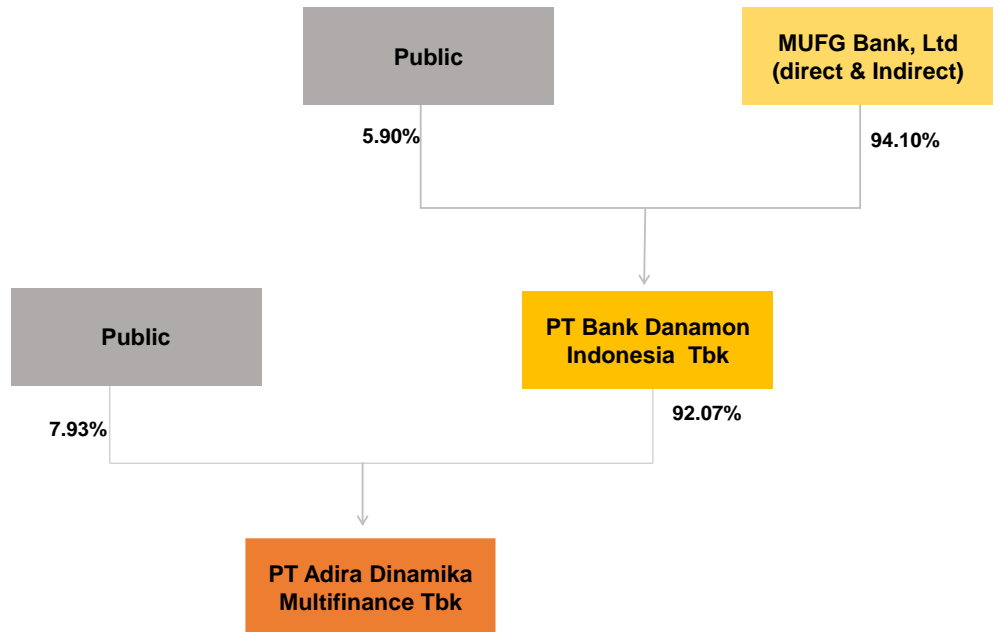 Public
MUFG Bank, Ltd
(direct & Indirect)
5.90%
94.10%
Public
PT Bank Danamon
Indonesia Tbk
7.93%
92.07%
PT Adira Dinamika
Multifinance Tbk